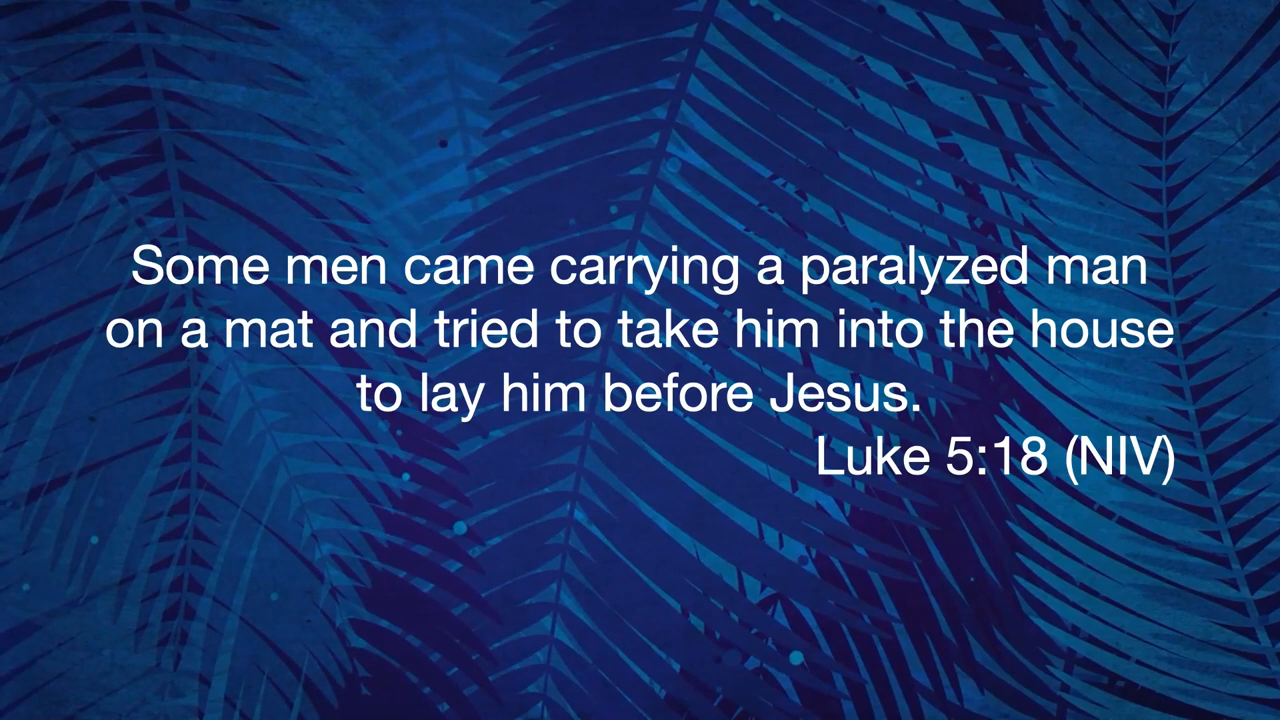 Some men came carrying a paralyzed man
on a mat and tried to take him into the house
to lay him before Jesus.
Luke 5:18 (NIV)